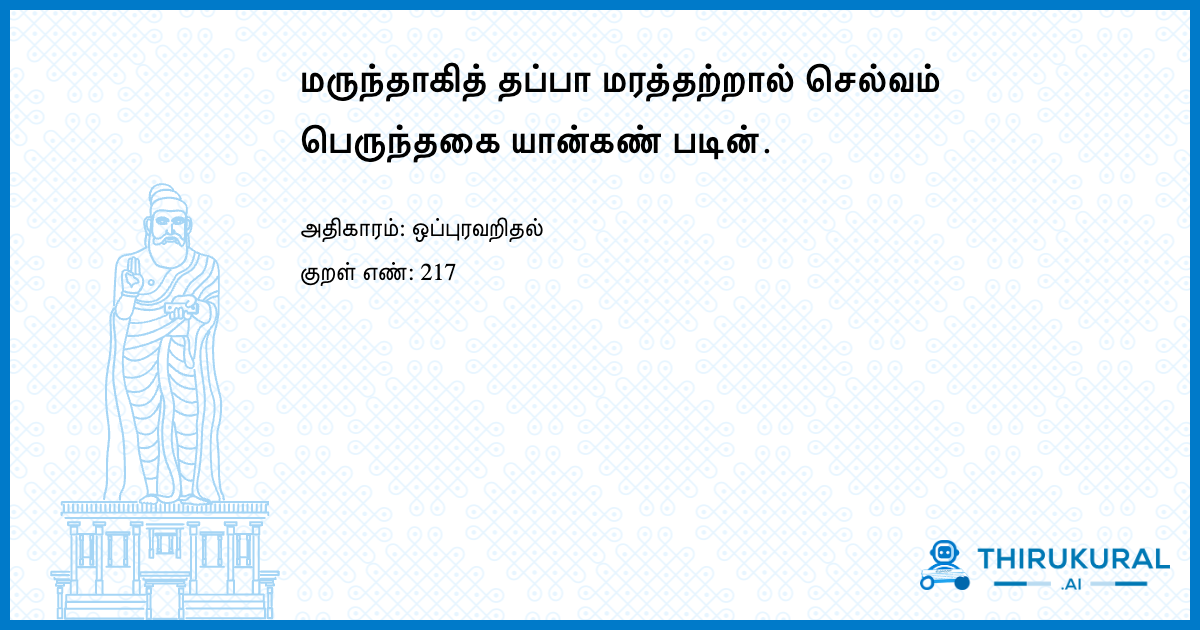 மருந்தாகித் தப்பா மரத்தற்றால் செல்வம்
பெருந்தகை யான்கண் படின்.
அதிகாரம்: ஒப்புரவறிதல்
குறள் எண்: 217
THIRUKURAL
.AI